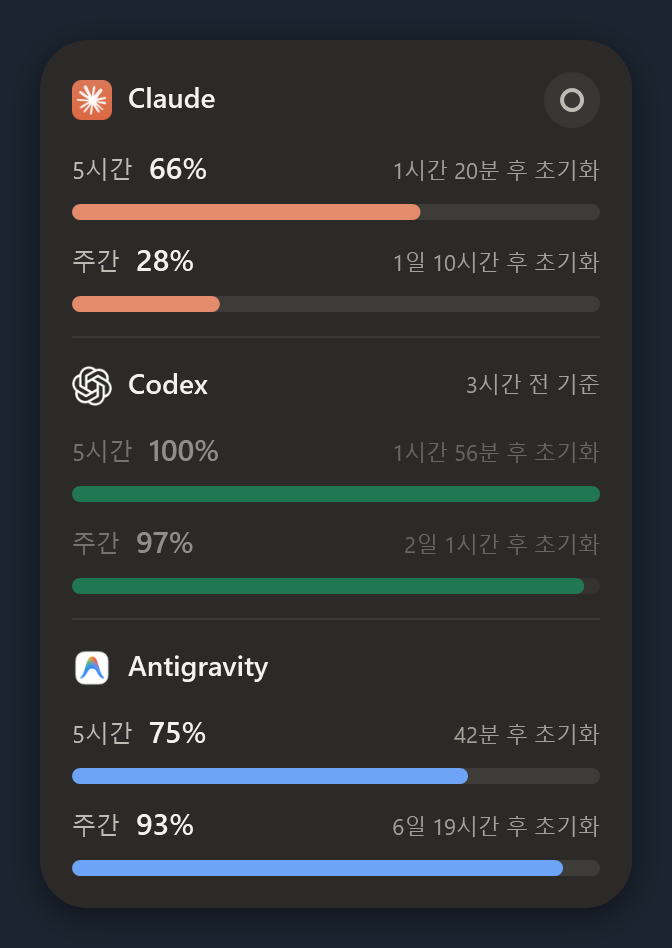 Claude
5시간 66% 1시간 20분 후 초기화
주간 28% 1일 10시간 후 초기화
Codex 3시간 전 기준
5시간 100% 1시간 56분 후 초기화
주간 97% 2일 1시간 후 초기화
Antigravity
5시간 75% 42분 후 초기화
주간 93% 6일 19시간 후 초기화